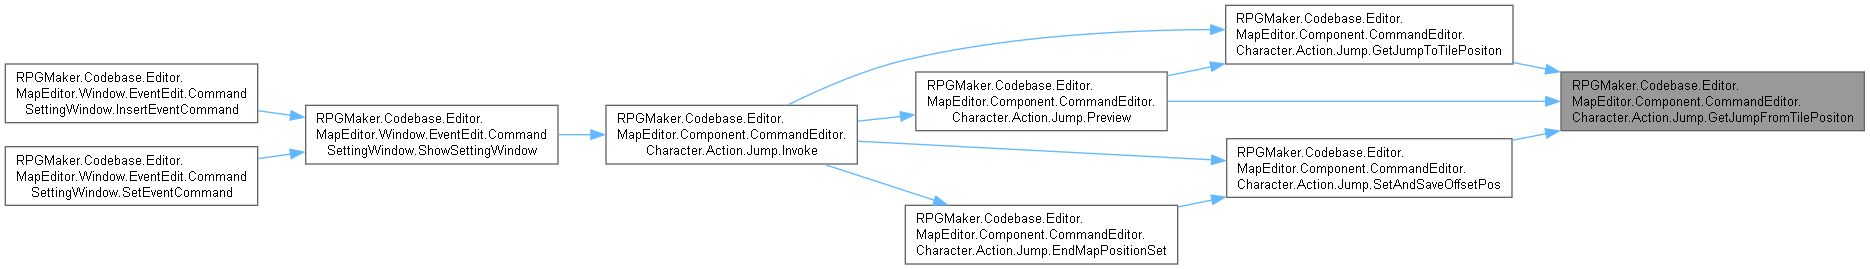 RPGMaker.Codebase.Editor.
MapEditor.Window.EventEdit.Command
SettingWindow.InsertEventCommand
RPGMaker.Codebase.Editor.
MapEditor.Window.EventEdit.Command
SettingWindow.SetEventCommand
RPGMaker.Codebase.Editor.
MapEditor.Window.EventEdit.Command
SettingWindow.ShowSettingWindow
RPGMaker.Codebase.Editor.
MapEditor.Component.CommandEditor.
Character.Action.Jump.Invoke
RPGMaker.Codebase.Editor.
MapEditor.Component.CommandEditor.
Character.Action.Jump.Preview
RPGMaker.Codebase.Editor.
MapEditor.Component.CommandEditor.
Character.Action.Jump.EndMapPositionSet
RPGMaker.Codebase.Editor.
MapEditor.Component.CommandEditor.
Character.Action.Jump.GetJumpToTilePositon
RPGMaker.Codebase.Editor.
MapEditor.Component.CommandEditor.
Character.Action.Jump.SetAndSaveOffsetPos
RPGMaker.Codebase.Editor.
MapEditor.Component.CommandEditor.
Character.Action.Jump.GetJumpFromTilePositon